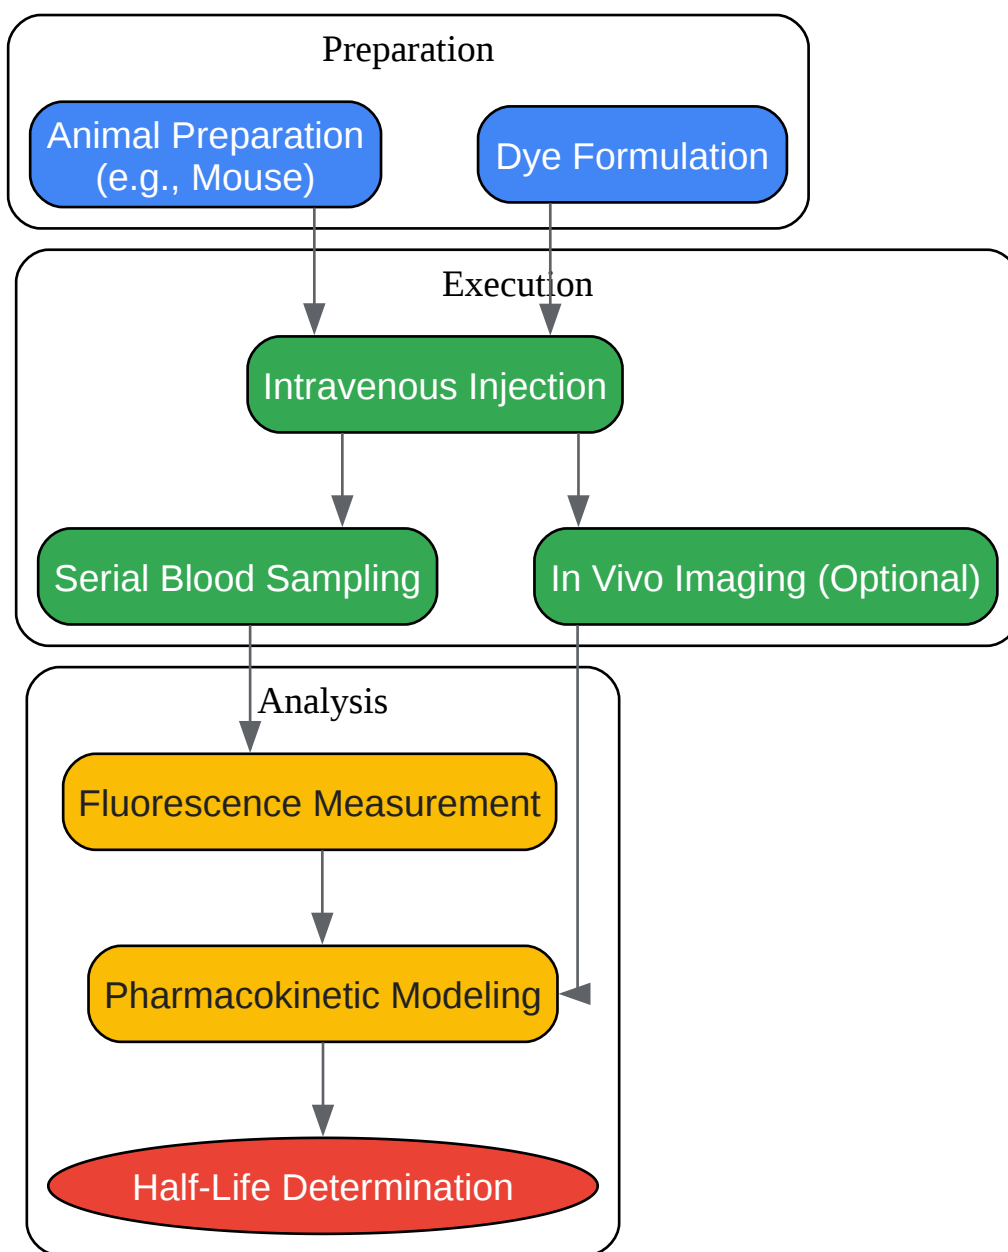 Preparation
Animal Preparation
(e.g., Mouse)
Dye Formulation
Execution
Intravenous Injection
Serial Blood Sampling
In Vivo Imaging (Optional)
Analysis
Fluorescence Measurement
Pharmacokinetic Modeling
Half-Life Determination